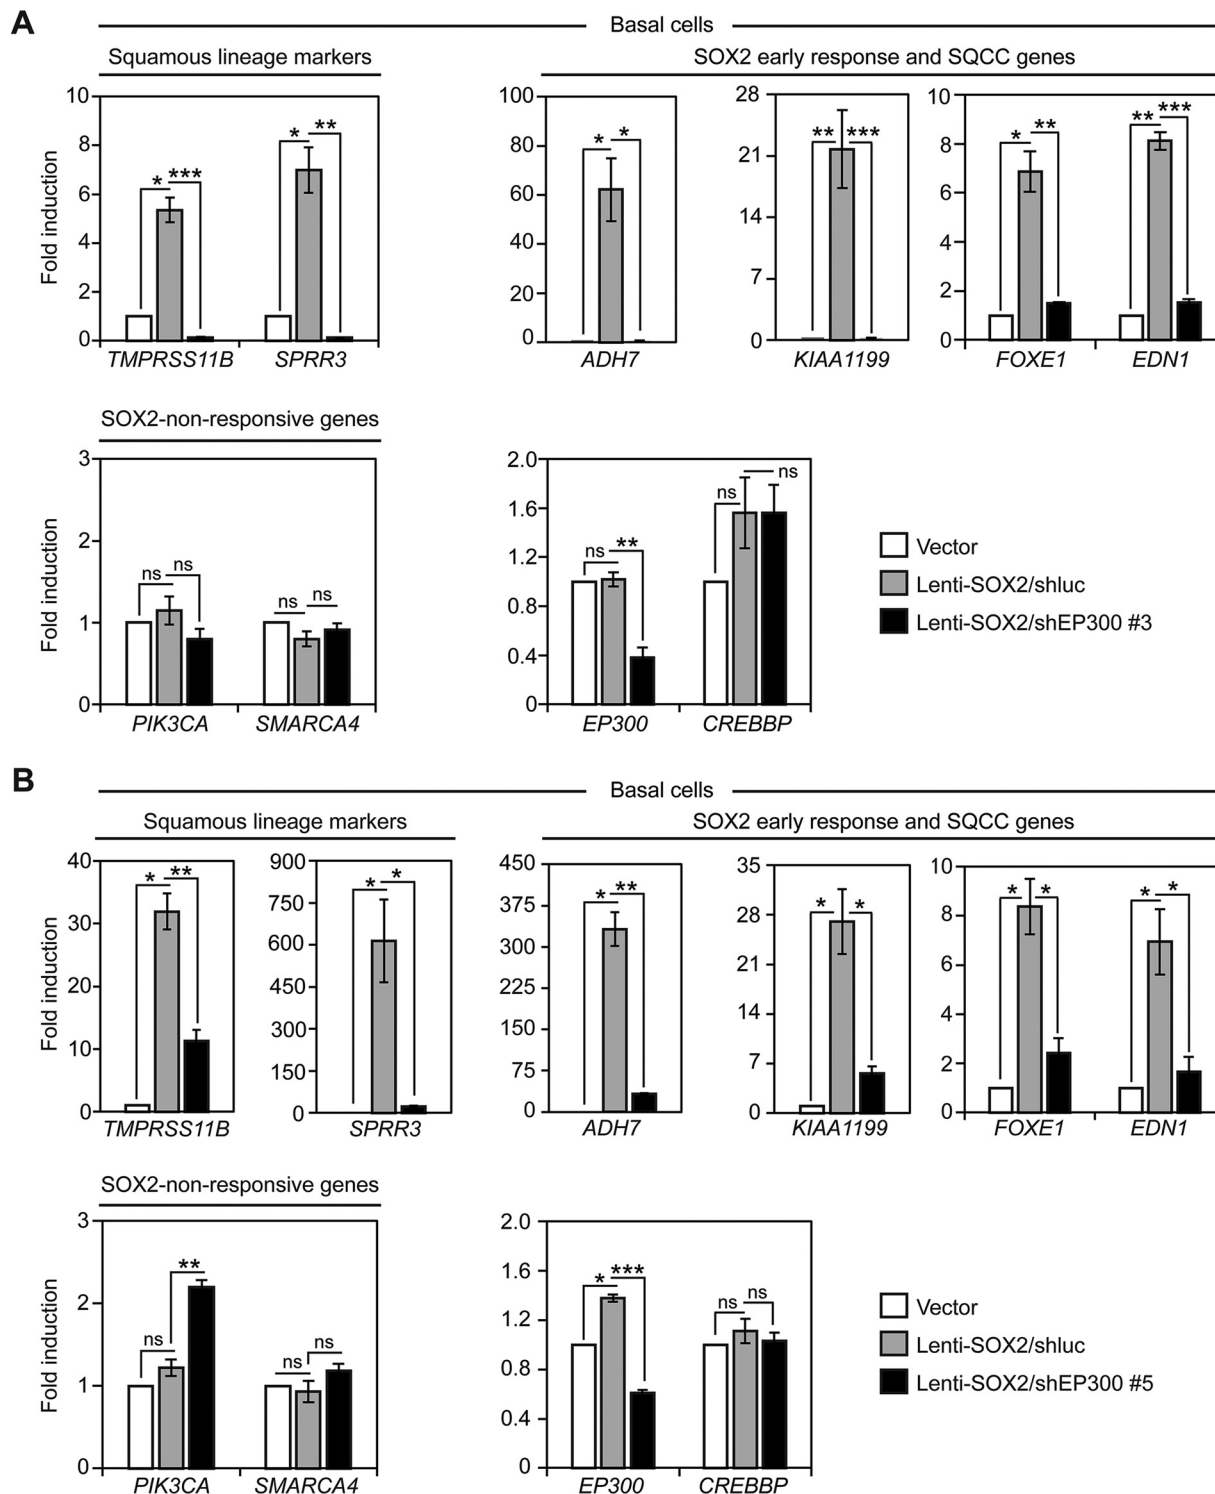 A
Basal cells
Squamous lineage markers
SOX2 early response and SQCC genes
Fold induction
10
8
6
4
2
0
* ***
* **
TMPRSS11B SPRR3
100
80
60
40
20
0
* *
ADH7
28
21
14
7
0
** ***
KIAA1199
10
8
6
4
2
0
* **
** ***
FOXE1 EDN1
SOX2-non-responsive genes
Fold induction
3
2
1
0
ns ns
ns ns
PIK3CA SMARCA4
2.0
1.6
1.2
0.8
0.4
0
ns **
ns ns
EP300 CREBBP
Vector
Lenti-SOX2/shluc
Lenti-SOX2/shEP300 #3
B
Basal cells
Squamous lineage markers
SOX2 early response and SQCC genes
Fold induction
40
30
20
10
0
* **
TMPRSS11B
900
750
600
450
300
150
0
* *
SPRR3
450
375
300
225
150
75
0
* **
ADH7
35
28
21
14
7
0
* *
KIAA1199
10
8
6
4
2
0
* *
* *
FOXE1 EDN1
SOX2-non-responsive genes
Fold induction
3
2
1
0
ns **
ns ns
PIK3CA SMARCA4
2.0
1.6
1.2
0.8
0.4
0
* ***
ns ns
EP300 CREBBP
Vector
Lenti-SOX2/shluc
Lenti-SOX2/shEP300 #5